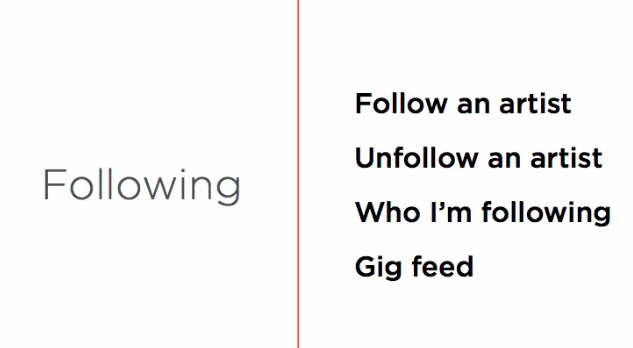 Following
Follow an artist
Unfollow an artist
Who I’m following
Gig feed